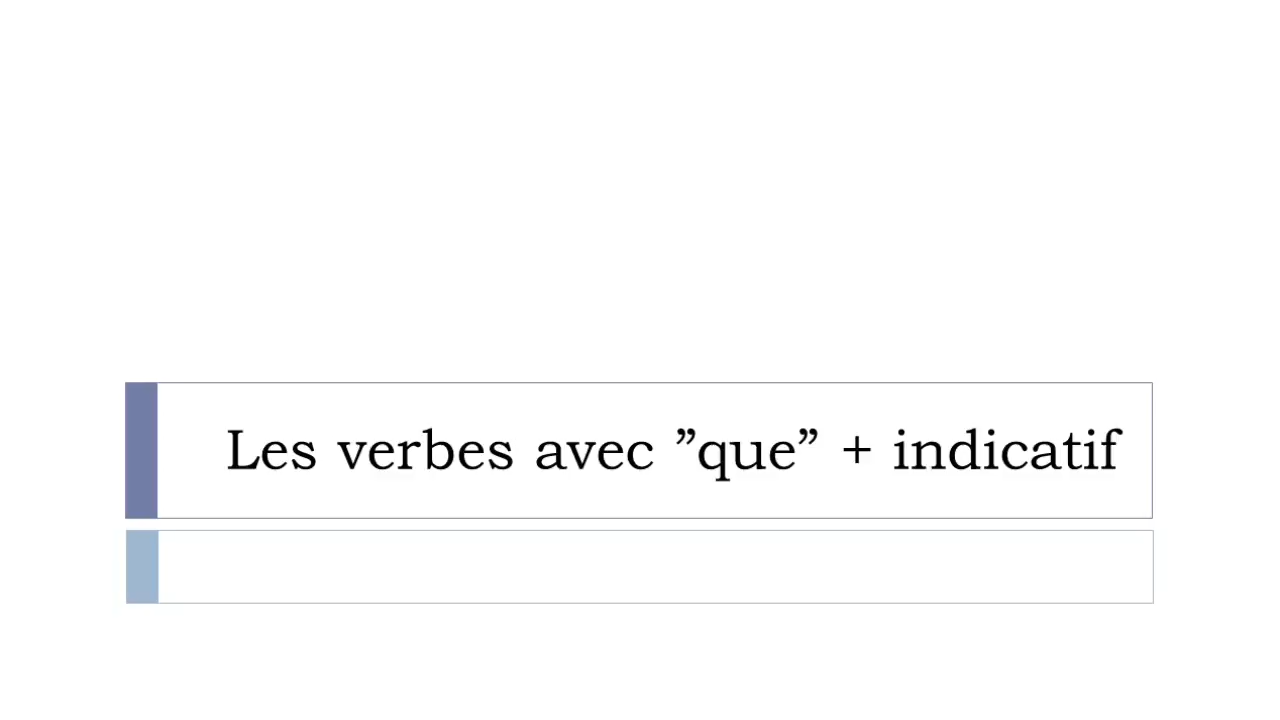 Les verbes avec ”que” + indicatif